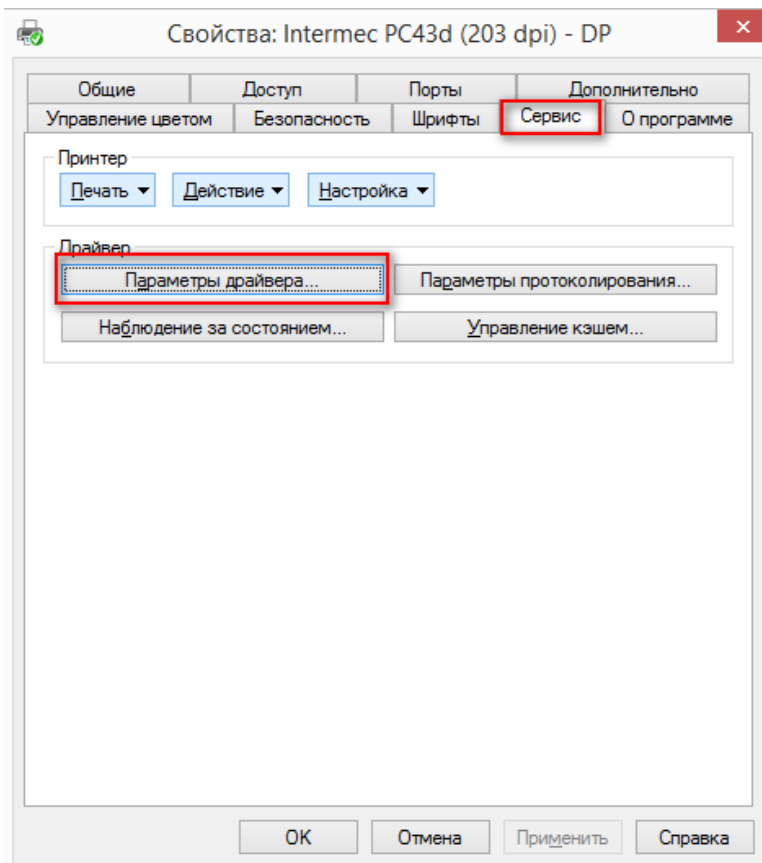 Свойства: Intermec PC43d (203 dpi) - DP
Общие Доступ Порты Дополнительно
Управление цветом Безопасность Шрифты Сервис О программе
Принтер
Печать Действие Настройка
Драйвер
Параметры драйвера... Параметры протоколирования...
Наблюдение за состоянием... Управление кэшем...
OK Отмена Применить Справка